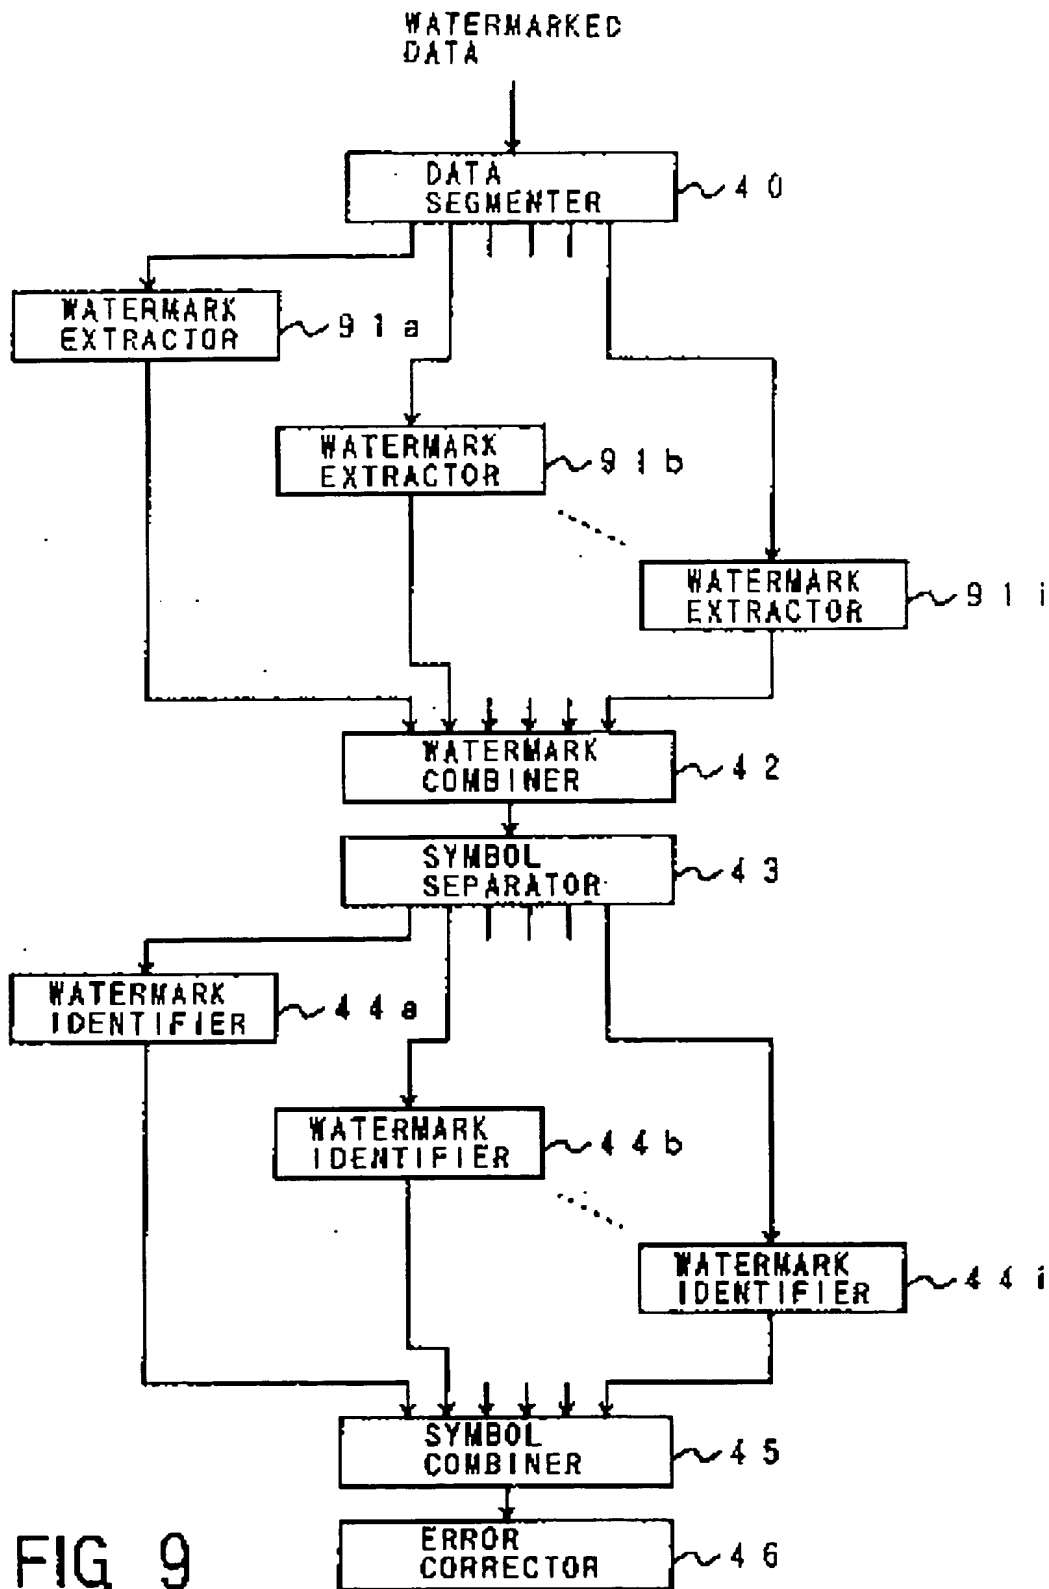 WATERMARKED
DATA
DATA
SEGMENTER
40
WATERMARK
EXTRACTOR
91a
WATERMARK
EXTRACTOR
91b
WATERMARK
EXTRACTOR
91i
WATERMARK
COMBINER
42
SYMBOL
SEPARATOR
43
WATERMARK
IDENTIFIER
44a
WATERMARK
IDENTIFIER
44b
WATERMARK
IDENTIFIER
44i
SYMBOL
COMBINER
45
ERROR
CORRECTOR
46
FIG 9